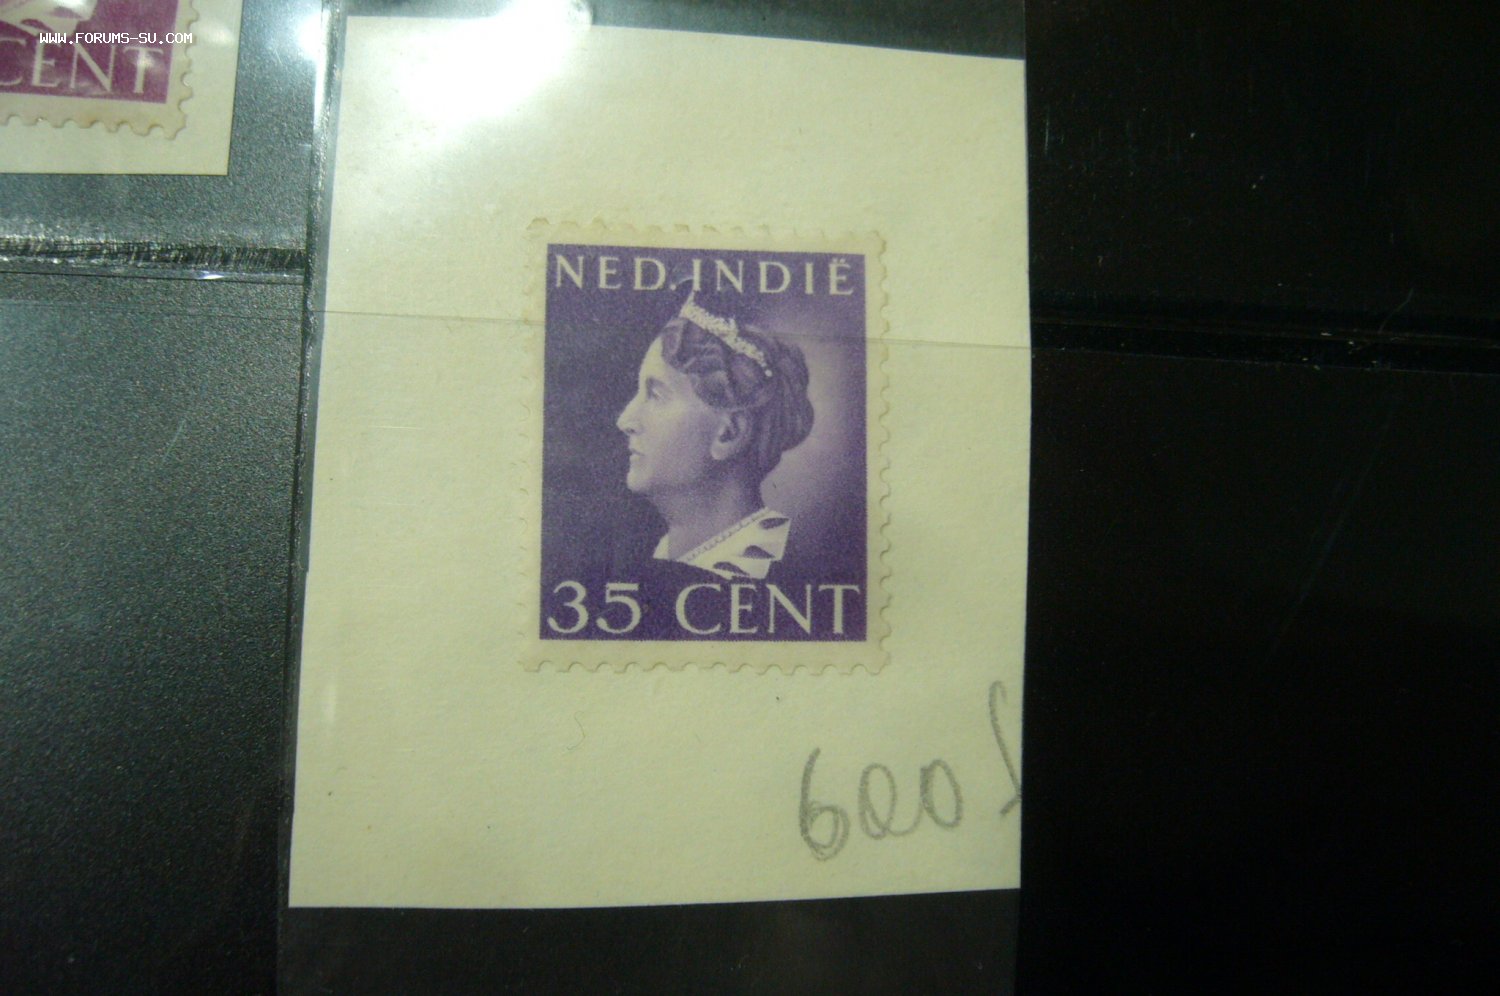 WWW.FORUMS-SU.COM
CENT
NED. INDIË
35 CENT
600